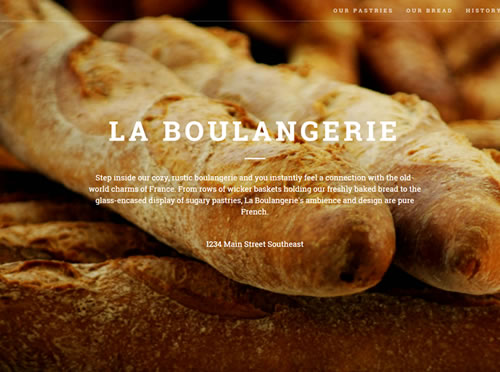 OUR PASTRIES OUR BREAD HISTORY
LA BOULANGERIE
Step inside our cozy, rustic boulangerie and you instantly feel a connection with the old-
world charms of France. From rows of wicker baskets holding our freshly baked bread to the
glass-encased display of sugary pastries, La Boulangerie's ambience and design are pure
French.
1234 Main Street Southeast